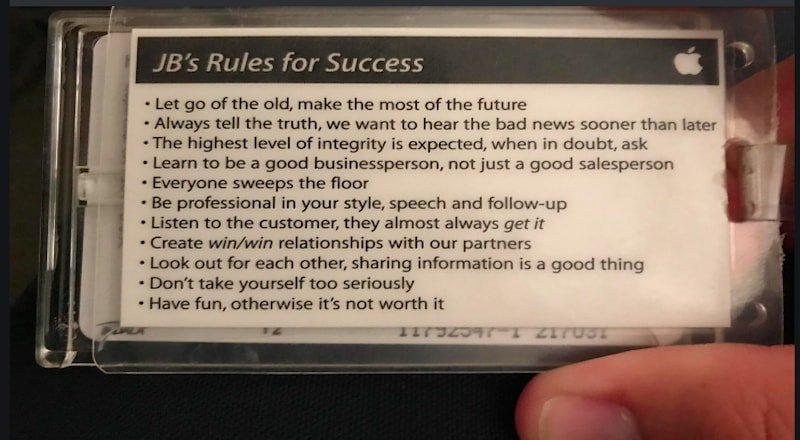 JB's Rules for Success
• Let go of the old, make the most of the future
• Always tell the truth, we want to hear the bad news sooner than later
• The highest level of integrity is expected, when in doubt, ask
• Learn to be a good businessperson, not just a good salesperson
• Everyone sweeps the floor
• Be professional in your style, speech and follow-up
• Listen to the customer, they almost always get it
• Create win/win relationships with our partners
• Look out for each other, sharing information is a good thing
• Don't take yourself too seriously
• Have fun, otherwise it's not worth it